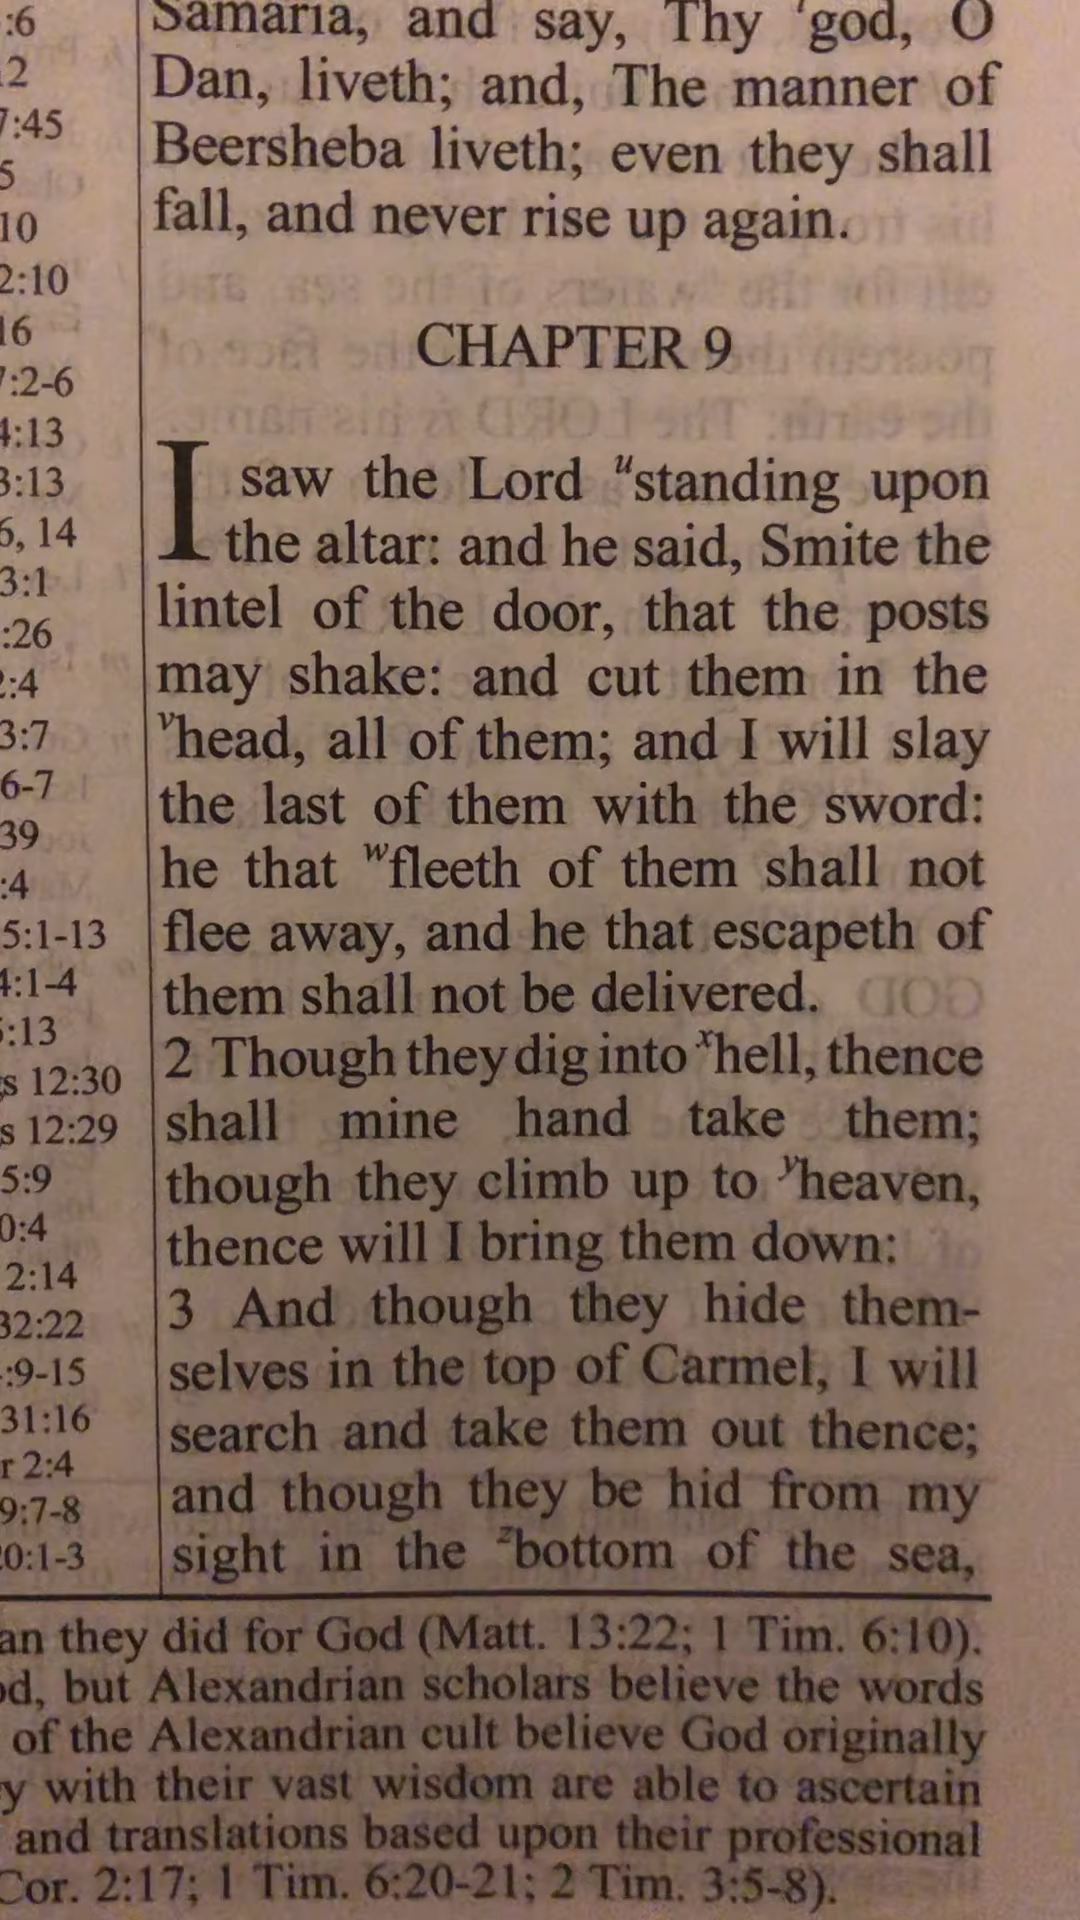 :6
2
7:45
5
10
2:10
16
7:2-6
4:13
3:13
6, 14
3:1
:26
2:4
3:7
6-7
39
:4
5:1-13
4:1-4
5:13
s 12:30
s 12:29
5:9
0:4
2:14
32:22
:9-15
31:16
r 2:4
9:7-8
20:1-3
Samaria, and say, Thy god, O
Dan, liveth; and, The manner of
Beersheba liveth; even they shall
fall, and never rise up again.
CHAPTER 9
I saw the Lord ᵘstanding upon
the altar: and he said, Smite the
lintel of the door, that the posts
may shake: and cut them in the
ᵛhead, all of them; and I will slay
the last of them with the sword:
he that ʷfleeth of them shall not
flee away, and he that escapeth of
them shall not be delivered.
2 Though they dig into ˣhell, thence
shall mine hand take them;
though they climb up to ʸheaven,
thence will I bring them down:
3 And though they hide them-
selves in the top of Carmel, I will
search and take them out thence;
and though they be hid from my
sight in the ᶻbottom of the sea,
an they did for God (Matt. 13:22; 1 Tim. 6:10).
od, but Alexandrian scholars believe the words
of the Alexandrian cult believe God originally
y with their vast wisdom are able to ascertain
and translations based upon their professional
Cor. 2:17; 1 Tim. 6:20-21; 2 Tim. 3:5-8).